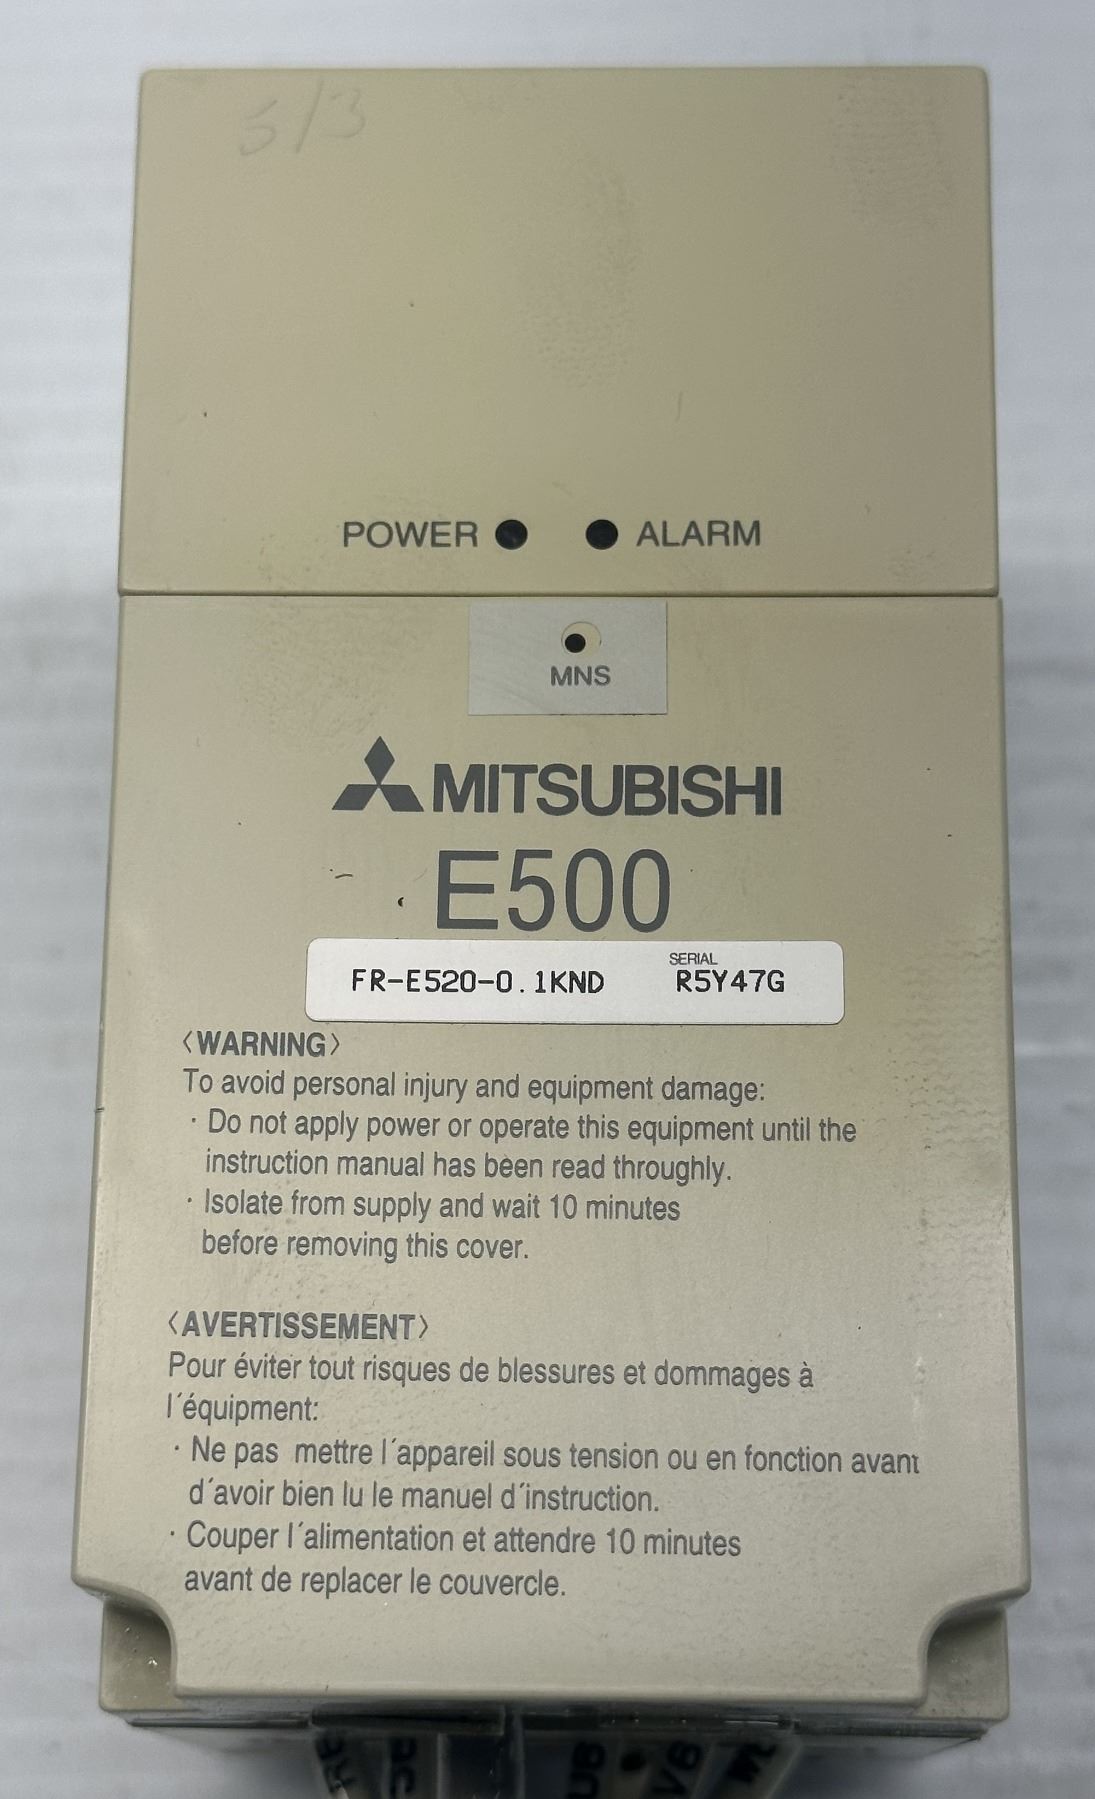 5/3
POWER ALARM
MNS
MITSUBISHI
E500
SERIAL
FR-E520-0.1KND R5Y47G
〈WARNING〉
To avoid personal injury and equipment damage:
· Do not apply power or operate this equipment until the
instruction manual has been read throughly.
· Isolate from supply and wait 10 minutes
before removing this cover.
〈AVERTISSEMENT〉
Pour éviter tout risques de blessures et dommages à
l´équipment:
· Ne pas mettre l´appareil sous tension ou en fonction avant
d´avoir bien lu le manuel d´instruction.
· Couper l´alimentation et attendre 10 minutes
avant de replacer le couvercle.